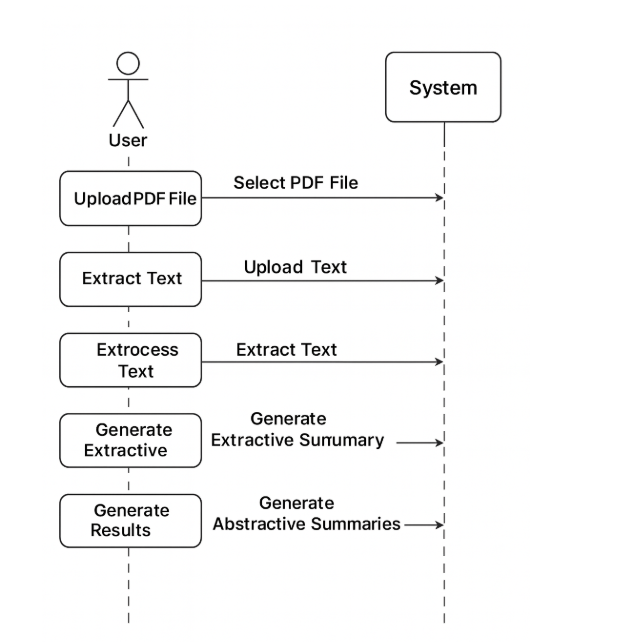 System
User
Select PDF File
Upload PDF File
Upload Text
Extract Text
Extract Text
Extrocess
Text
Generate
Extractive Sumumary
Generate
Extractive
Generate
Abstractive Summaries
Generate
Results